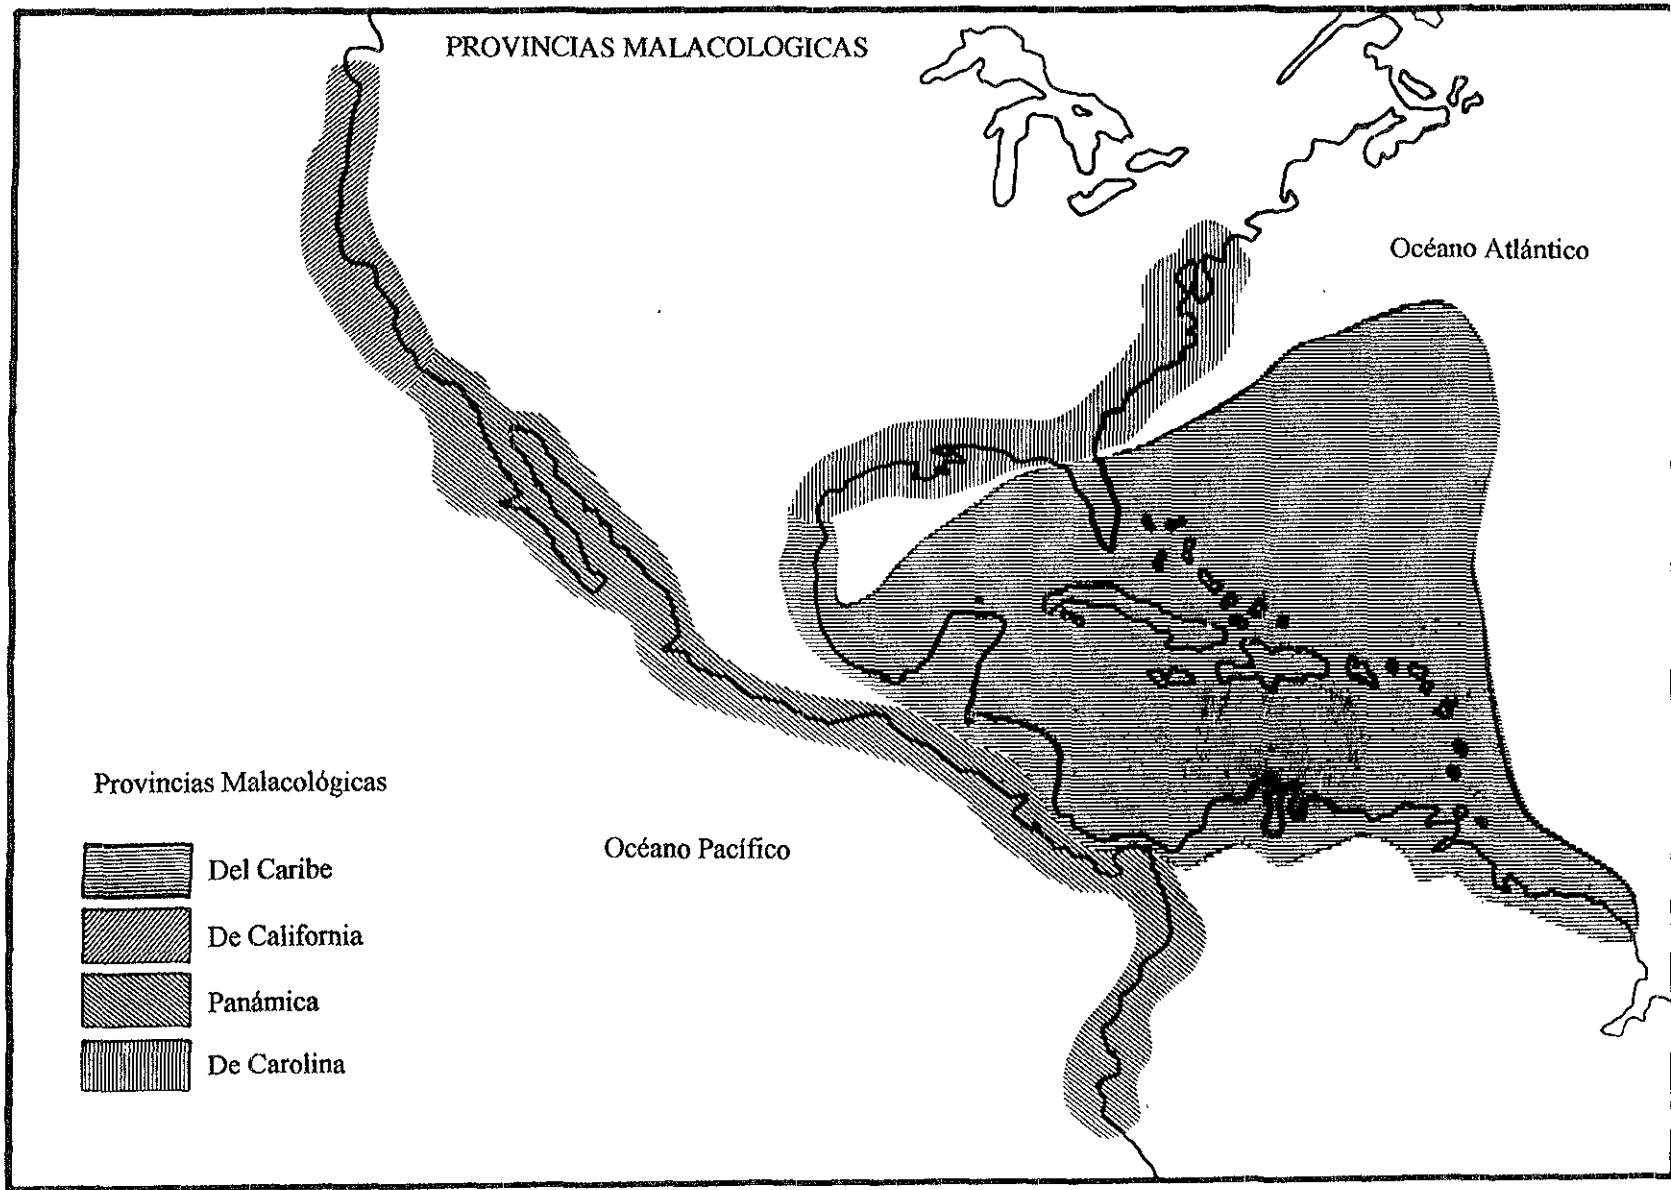 PROVINCIAS MALACOLOGICAS
Océano Atlántico
Provincias Malacológicas
Océano Pacífico
Del Caribe
De California
Panámica
De Carolina